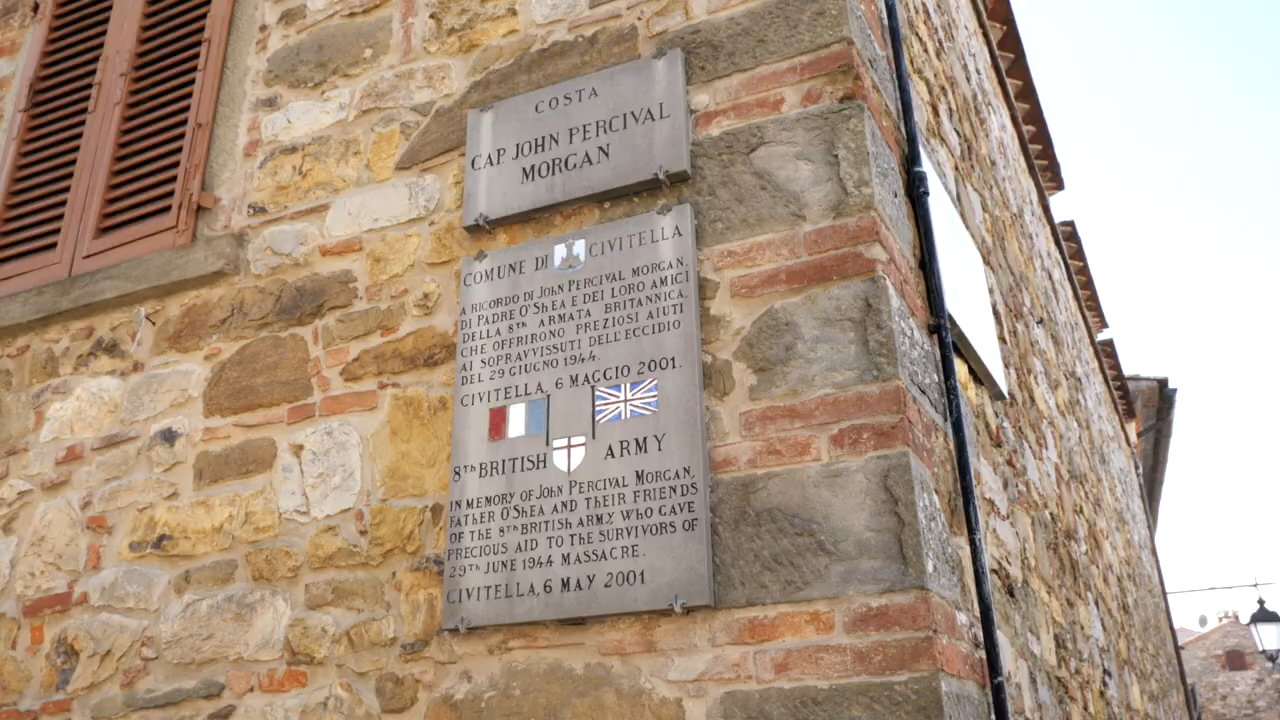 COSTA
CAP. JOHN PERCIVAL
MORGAN
COMUNE DI CIVITELLA
A RICORDO DI JOHN PERCIVAL MORGAN,
DI PADRE O'SHEA E DEI LORO AMICI
DELLA 8TH ARMATA BRITANNICA,
CHE OFFRIRONO PREZIOSI AIUTI
AI SOPRAVVISSUTI DELL'ECCIDIO
DEL 29 GIUGNO 1944.
CIVITELLA, 6 MAGGIO 2001.
8TH BRITISH ARMY
IN MEMORY OF JOHN PERCIVAL MORGAN,
FATHER O'SHEA AND THEIR FRIENDS
OF THE 8TH BRITISH ARMY, WHO GAVE
PRECIOUS AID TO THE SURVIVORS OF
29TH JUNE 1944 MASSACRE.
CIVITELLA, 6 MAY 2001.